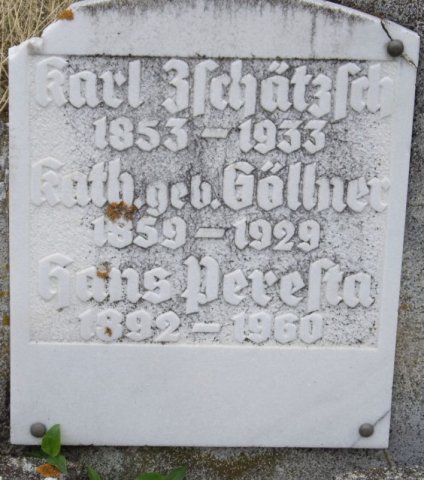 Karl Zschätzsch
1853 – 1933
Kath. geb. Göllner
1859 – 1929
Hans Peresta
1892 – 1960